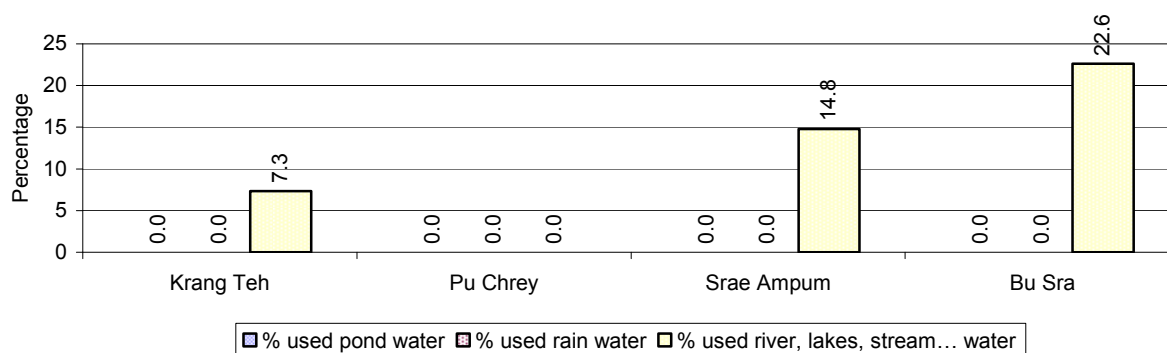 Percentage
25
20
15
10
5
0
0.0 0.0 7.3
0.0 0.0 0.0
0.0 0.0 14.8
0.0 0.0 22.6
Krang Teh Pu Chrey Srae Ampum Bu Sra
% used pond water % used rain water % used river, lakes, stream… water